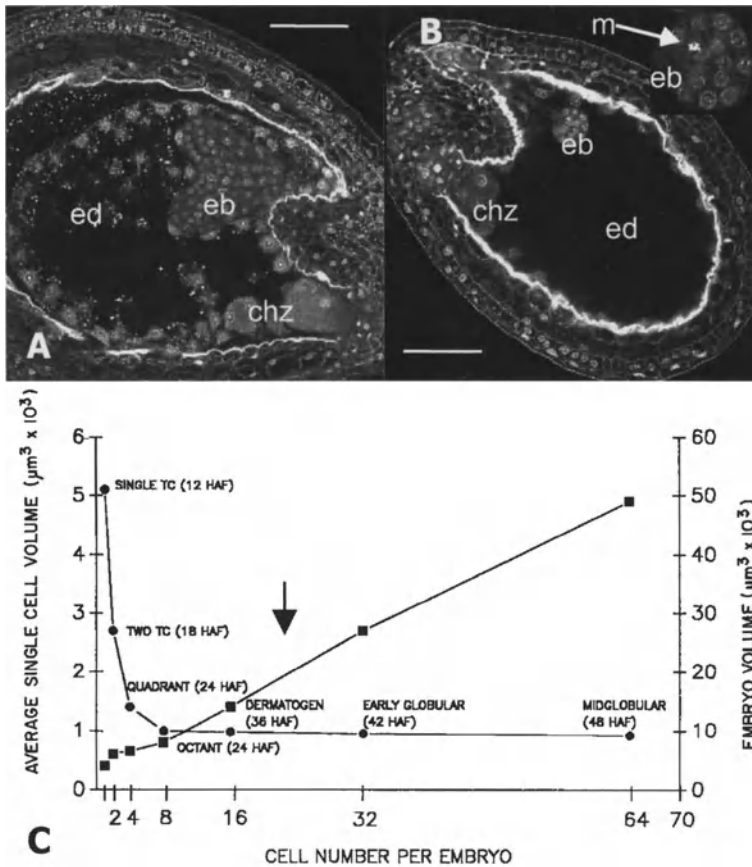 A
ed
eb
chz
B
m
eb
eb
chz
ed
C
AVERAGE SINGLE CELL VOLUME (μm³ x 10³)
EMBRYO VOLUME (μm³ x 10³)
6
5
4
3
2
1
0
60
50
40
30
20
10
0
SINGLE TC (12 HAF)
TWO TC (18 HAF)
QUADRANT (24 HAF)
OCTANT (24 HAF)
DERMATOGEN
(36 HAF)
EARLY GLOBULAR
(42 HAF)
MIDGLOBULAR
(48 HAF)
2 4 8 16 32 64 70
CELL NUMBER PER EMBRYO